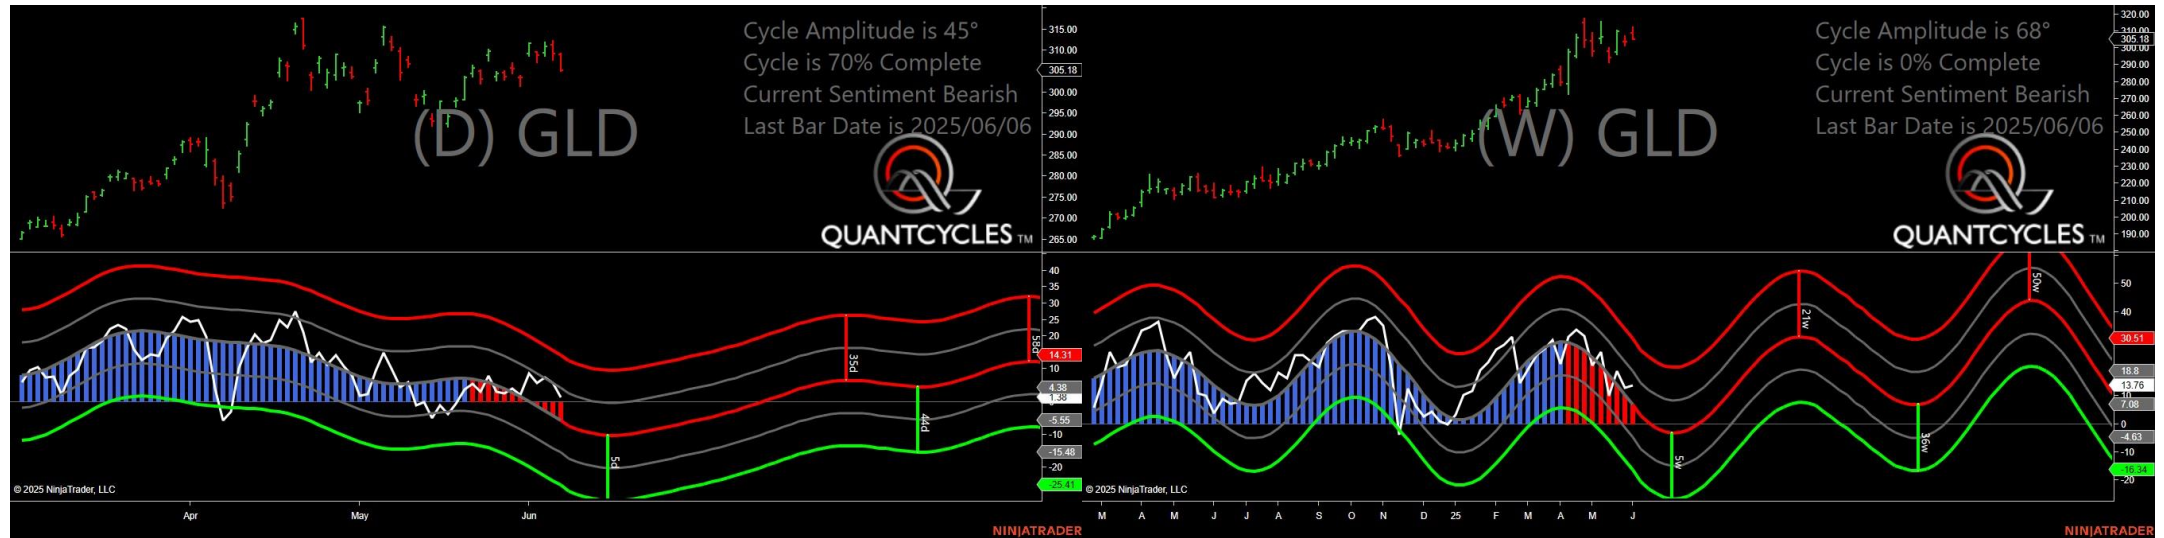 Cycle Amplitude is 45°
Cycle is 70% Complete
Current Sentiment Bearish
Last Bar Date is 2025/06/06
(D) GLD
QUANTCYCLES TM
315.00
310.00
305.18
300.00
295.00
290.00
285.00
280.00
275.00
270.00
265.00
40
35
30
25
20
14.31
10
4.38
1.38
-5.55
-10
-15.48
-20
-25.41
5d
35d
44d
58d
© 2025 NinjaTrader, LLC
Apr May Jun
NINJATRADER
Cycle Amplitude is 68°
Cycle is 0% Complete
Current Sentiment Bearish
Last Bar Date is 2025/06/06
(W) GLD
QUANTCYCLES TM
320.00
305.18
300.00
290.00
280.00
270.00
260.00
250.00
240.00
230.00
220.00
210.00
200.00
190.00
50
40
30.51
18.8
13.76
10
7.08
0
-4.63
-10
-16.34
-20
5w
21w
36w
50w
© 2025 NinjaTrader, LLC
M A M J J A S O N D 25 F M A M J
NINJATRADER